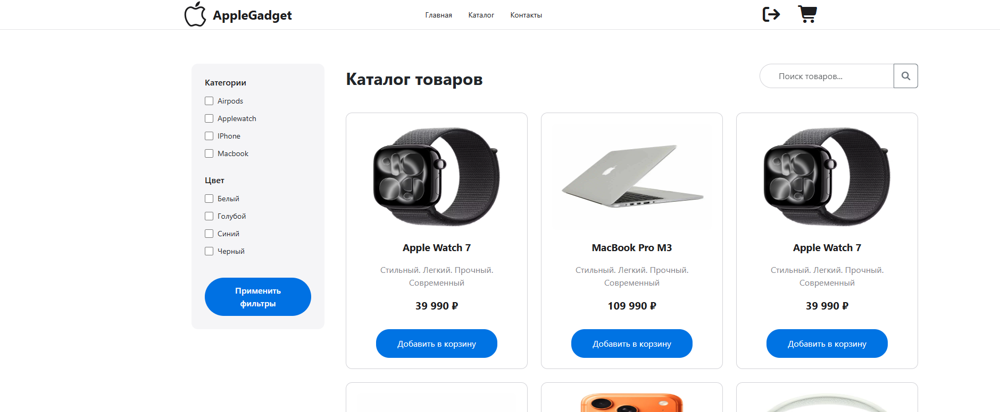 AppleGadget
Главная
Каталог
Контакты
Категории
Airpods
Applewatch
IPhone
Macbook
Цвет
Белый
Голубой
Синий
Черный
Применить
фильтры
Каталог товаров
Поиск товаров...
Apple Watch 7
Стильный. Легкий. Прочный.
Современный
39 990 ₽
Добавить в корзину
MacBook Pro M3
Стильный. Легкий. Прочный.
Современный
109 990 ₽
Добавить в корзину
Apple Watch 7
Стильный. Легкий. Прочный.
Современный
39 990 ₽
Добавить в корзину